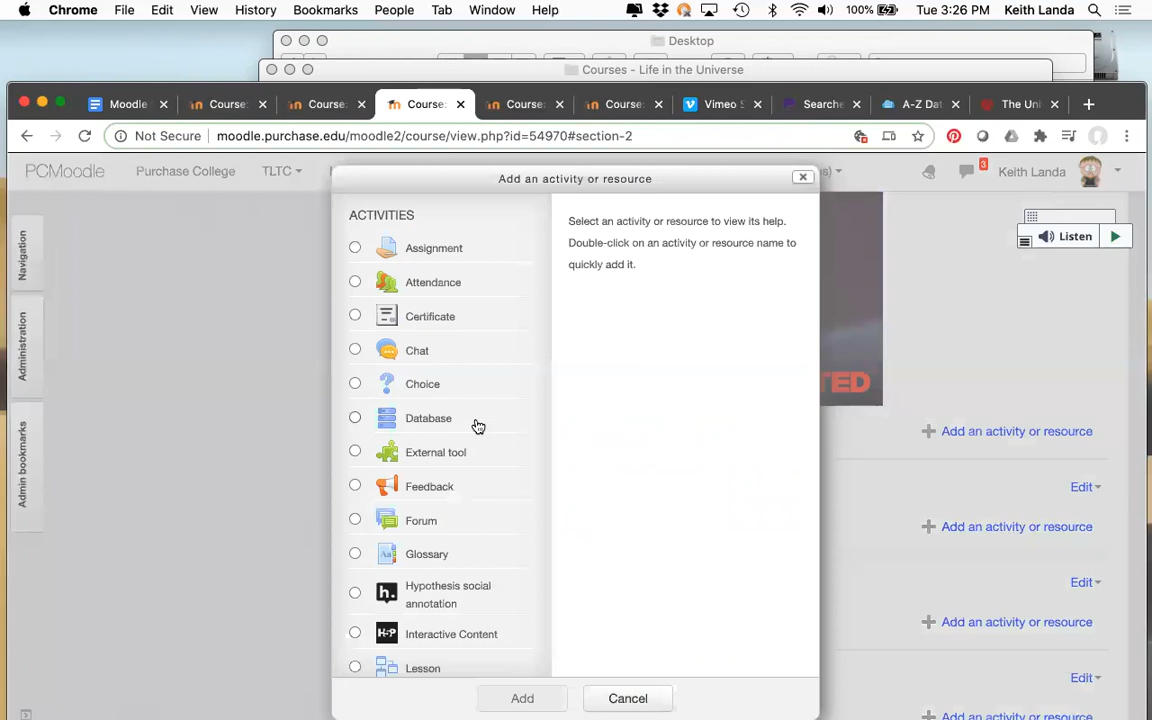 Chrome File Edit View History Bookmarks People Tab Window Help 100% Tue 3:26 PM Keith Landa
Desktop
Courses - Life in the Universe
Moodle Course: Course: Course: Course: Course: Vimeo S Searche A-Z Dat The Uni
Not Secure moodle.purchase.edu/moodle2/course/view.php?id=54970#section-2
PCMoodle Purchase College TLTC 3 Keith Landa
Add an activity or resource
Navigation
Administration
Admin bookmarks
ACTIVITIES
Assignment
Attendance
Certificate
Chat
Choice
Database
External tool
Feedback
Forum
Glossary
Hypothesis social
annotation
H5P Interactive Content
Lesson
Select an activity or resource to view its help.
Double-click on an activity or resource name to
quickly add it.
Add Cancel
Listen
TED
Add an activity or resource
Edit
Add an activity or resource
Edit
Add an activity or resource
Edit
Add an activity or resource